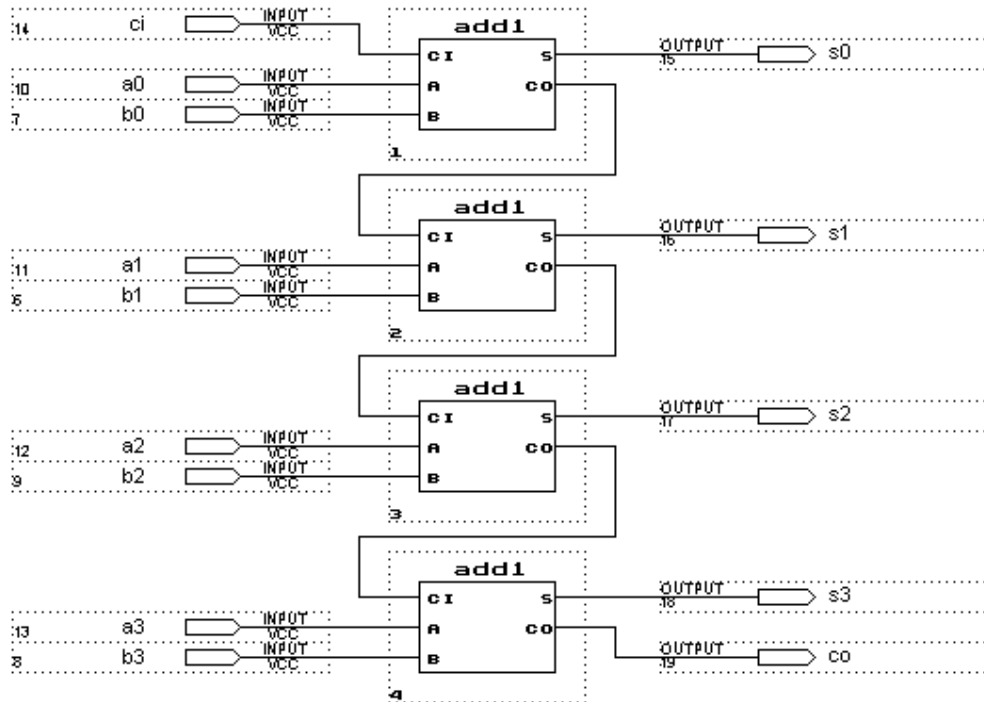 14 ci INPUT VCC add1 CI S OUTPUT 15 s0
10 a0 INPUT VCC A CO
7 b0 INPUT VCC B
1
add1
CI S OUTPUT 16 s1
11 a1 INPUT VCC A CO
6 b1 INPUT VCC B
2
add1
CI S OUTPUT 17 s2
12 a2 INPUT VCC A CO
9 b2 INPUT VCC B
3
add1
CI S OUTPUT 18 s3
13 a3 INPUT VCC A CO OUTPUT 19 co
8 b3 INPUT VCC B
4